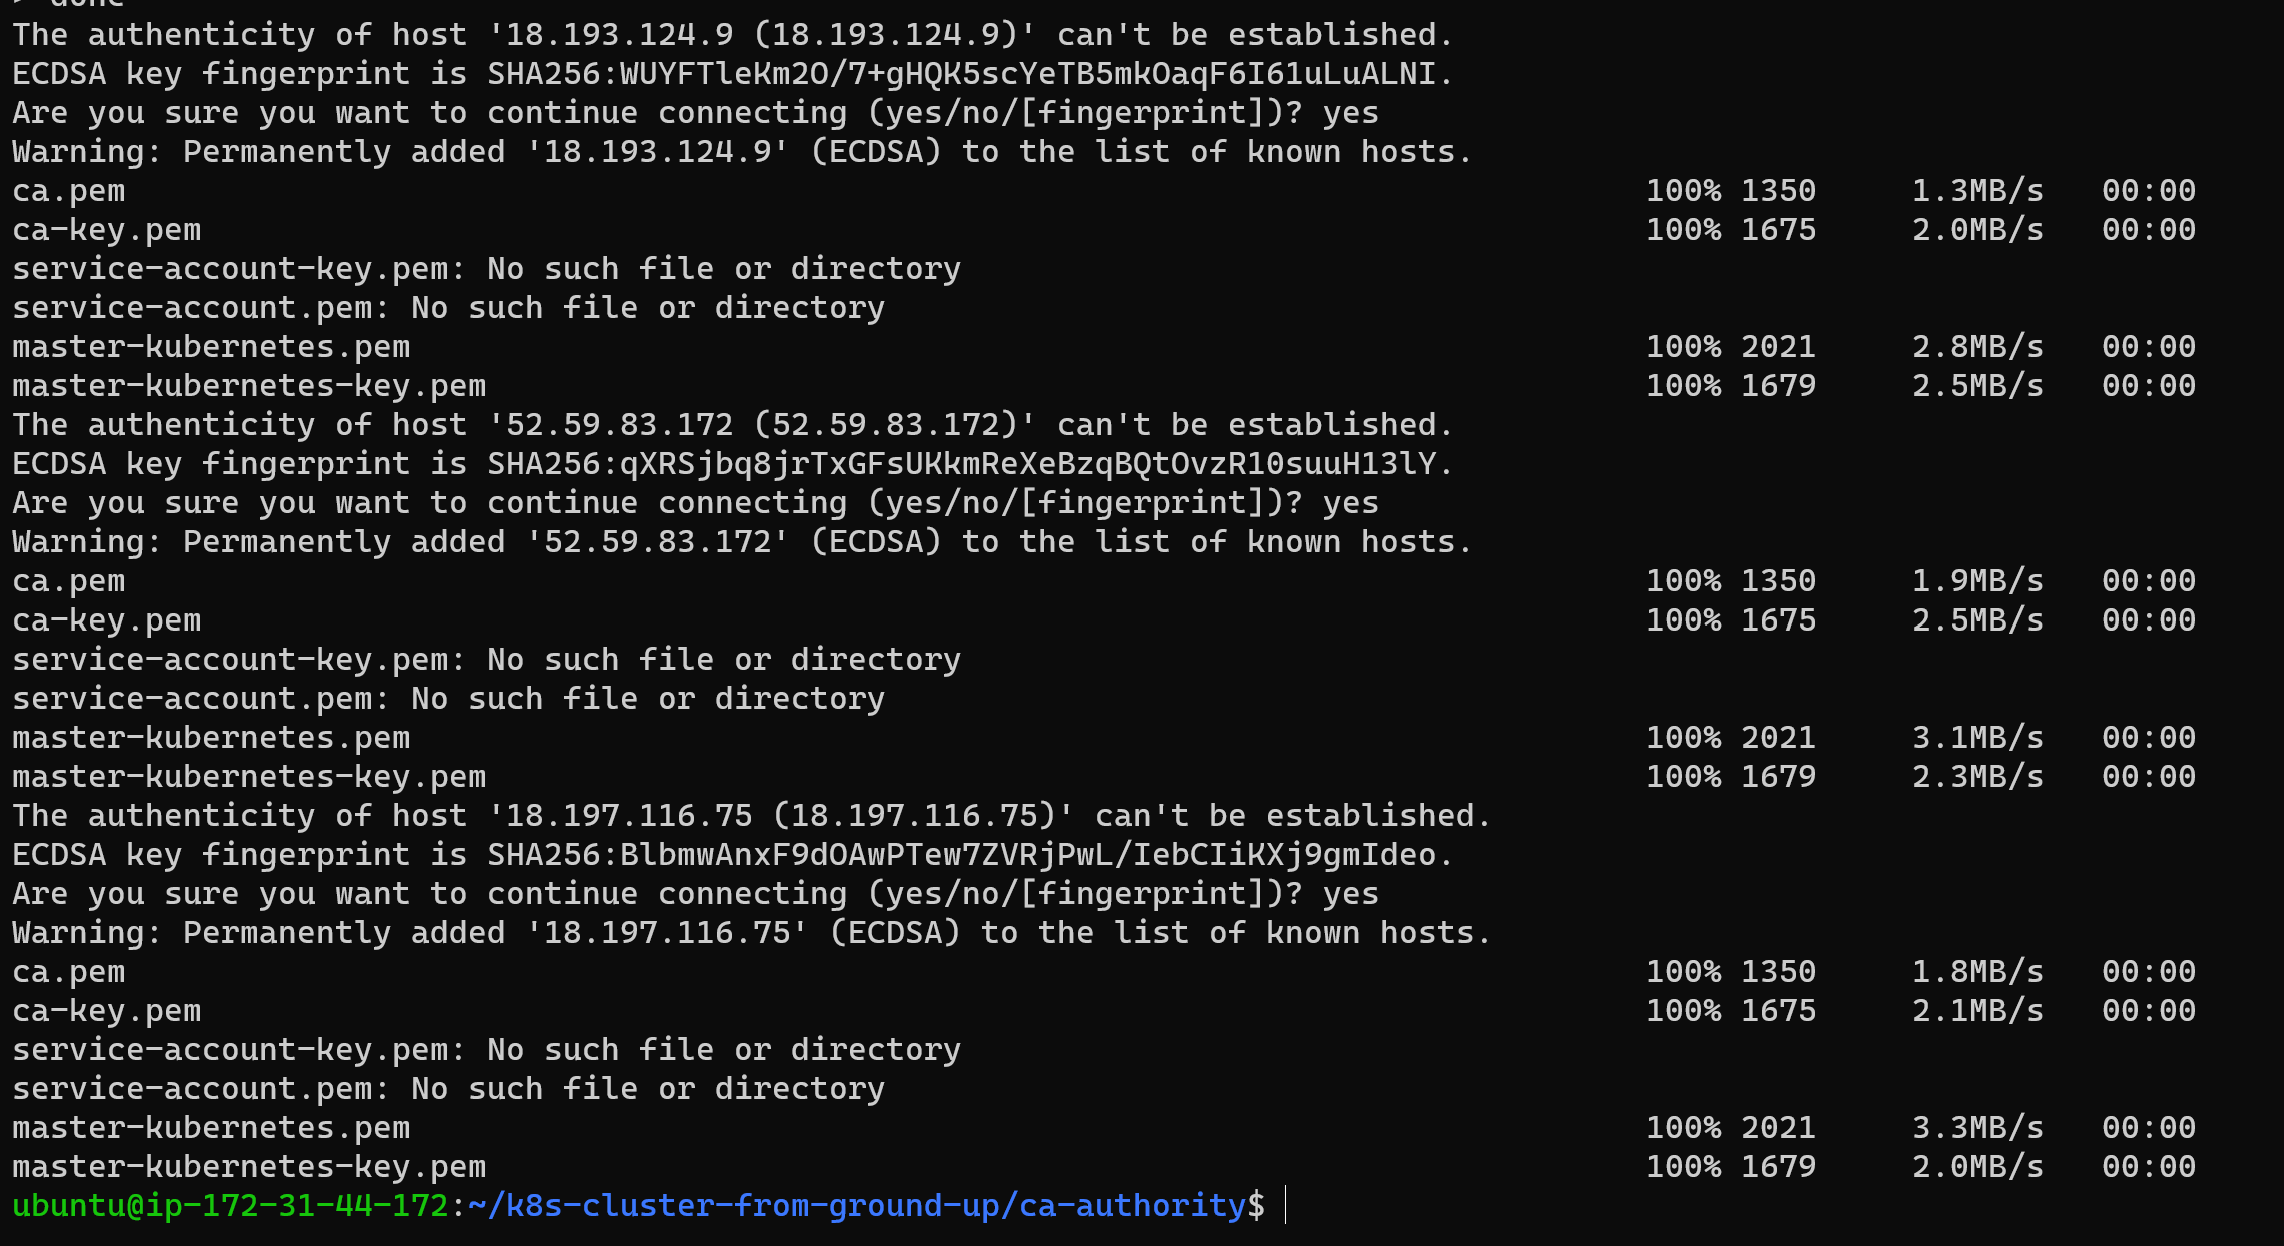 > done
The authenticity of host '18.193.124.9 (18.193.124.9)' can't be established.
ECDSA key fingerprint is SHA256:WUYFTleKm2O/7+gHQK5scYeTB5mkOaqF6I61uLuALNI.
Are you sure you want to continue connecting (yes/no/[fingerprint])? yes
Warning: Permanently added '18.193.124.9' (ECDSA) to the list of known hosts.
ca.pem 100% 1350 1.3MB/s 00:00
ca-key.pem 100% 1675 2.0MB/s 00:00
service-account-key.pem: No such file or directory
service-account.pem: No such file or directory
master-kubernetes.pem 100% 2021 2.8MB/s 00:00
master-kubernetes-key.pem 100% 1679 2.5MB/s 00:00
The authenticity of host '52.59.83.172 (52.59.83.172)' can't be established.
ECDSA key fingerprint is SHA256:qXRSjbq8jrTxGFsUKkmReXeBzqBQtOvzR10suuH13lY.
Are you sure you want to continue connecting (yes/no/[fingerprint])? yes
Warning: Permanently added '52.59.83.172' (ECDSA) to the list of known hosts.
ca.pem 100% 1350 1.9MB/s 00:00
ca-key.pem 100% 1675 2.5MB/s 00:00
service-account-key.pem: No such file or directory
service-account.pem: No such file or directory
master-kubernetes.pem 100% 2021 3.1MB/s 00:00
master-kubernetes-key.pem 100% 1679 2.3MB/s 00:00
The authenticity of host '18.197.116.75 (18.197.116.75)' can't be established.
ECDSA key fingerprint is SHA256:BlbmwAnxF9dOAwPTew7ZVRjPwL/IebCIiKXj9gmIdeo.
Are you sure you want to continue connecting (yes/no/[fingerprint])? yes
Warning: Permanently added '18.197.116.75' (ECDSA) to the list of known hosts.
ca.pem 100% 1350 1.8MB/s 00:00
ca-key.pem 100% 1675 2.1MB/s 00:00
service-account-key.pem: No such file or directory
service-account.pem: No such file or directory
master-kubernetes.pem 100% 2021 3.3MB/s 00:00
master-kubernetes-key.pem 100% 1679 2.0MB/s 00:00
ubuntu@ip-172-31-44-172:~/k8s-cluster-from-ground-up/ca-authority$